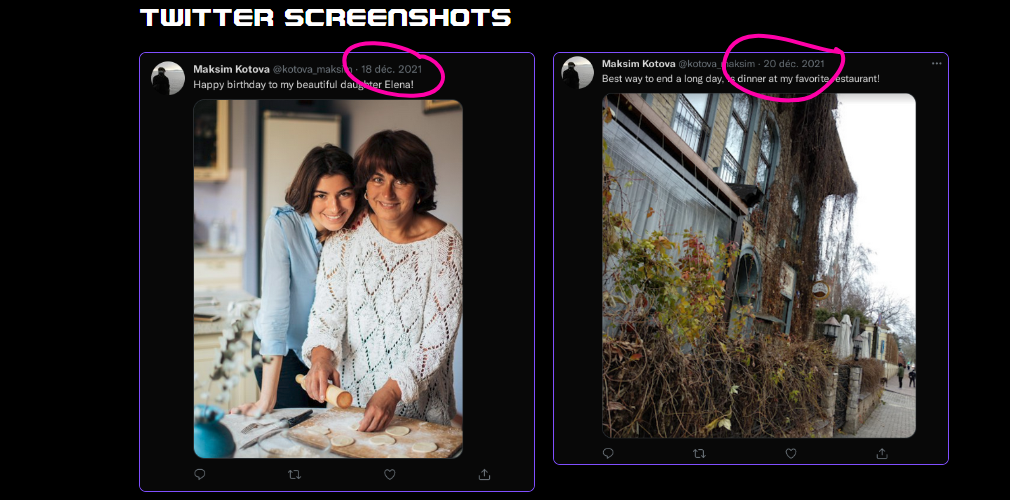 TWITTER SCREENSHOTS
Maksim Kotova @kotova_maksim · 18 déc. 2021
Happy birthday to my beautiful daughter Elena!
Maksim Kotova @kotova_maksim · 20 déc. 2021
Best way to end a long day, is dinner at my favorite restaurant!